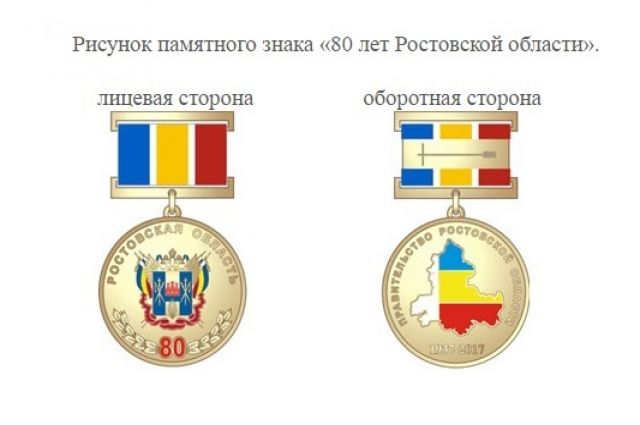 Рисунок памятного знака «80 лет Ростовской области».
лицевая сторона
оборотная сторона
РОСТОВСКАЯ ОБЛАСТЬ
80
ПРАВИТЕЛЬСТВО РОСТОВСКОЙ ОБЛАСТИ
1937-2017